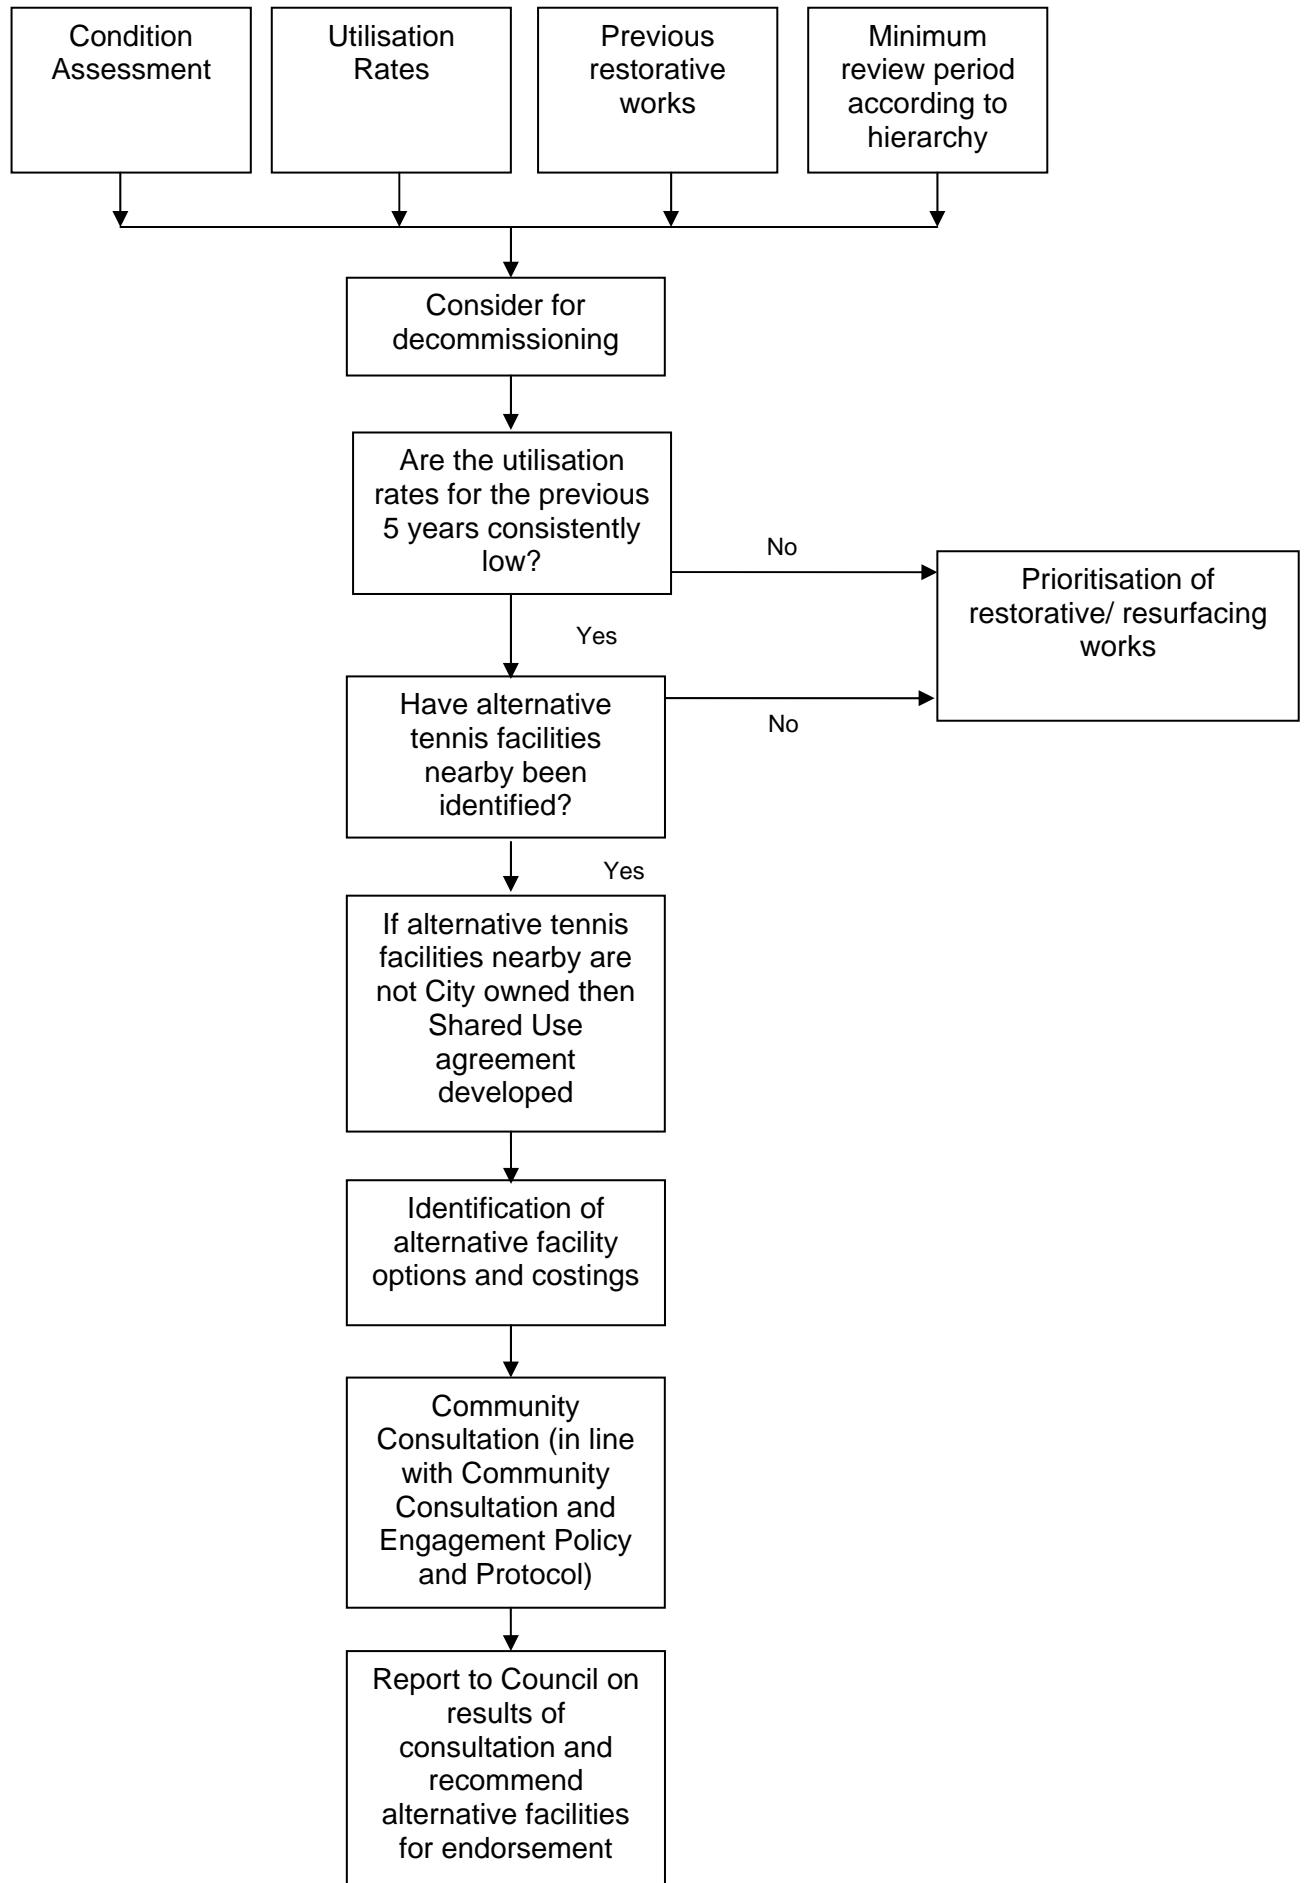 Condition
Assessment
Utilisation
Rates
Previous
restorative
works
Minimum
review period
according to
hierarchy
Consider for
decommissioning
Are the utilisation
rates for the previous
5 years consistently
low?
No
Prioritisation of
restorative/ resurfacing
works
Yes
Have alternative
tennis facilities
nearby been
identified?
No
Yes
If alternative tennis
facilities nearby are
not City owned then
Shared Use
agreement
developed
Identification of
alternative facility
options and costings
Community
Consultation (in line
with Community
Consultation and
Engagement Policy
and Protocol)
Report to Council on
results of
consultation and
recommend
alternative facilities
for endorsement